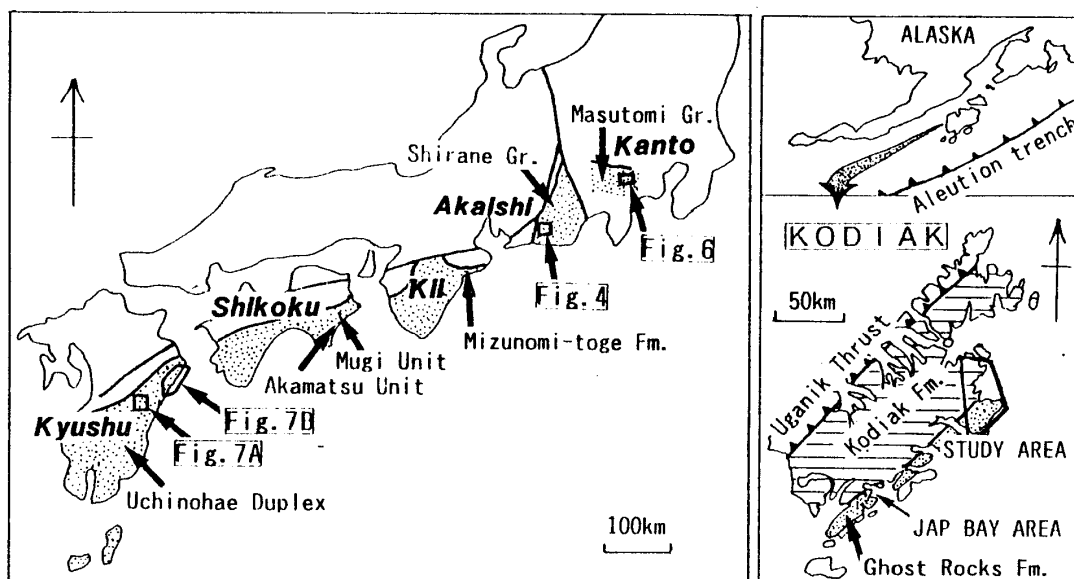 Masutomi Gr.
Kanto
Shirane Gr.
Akaishi
Fig. 6
Kii
Fig. 4
Shikoku
Mizunomi-toge Fm.
Mugi Unit
Akamatsu Unit
Fig. 7B
Kyushu
Fig. 7A
Uchinohae Duplex
100km
ALASKA
Aleution trench
KODIAK
50km
Uganik Thrust
Kodiak Fm.
STUDY AREA
JAP BAY AREA
Ghost Rocks Fm.